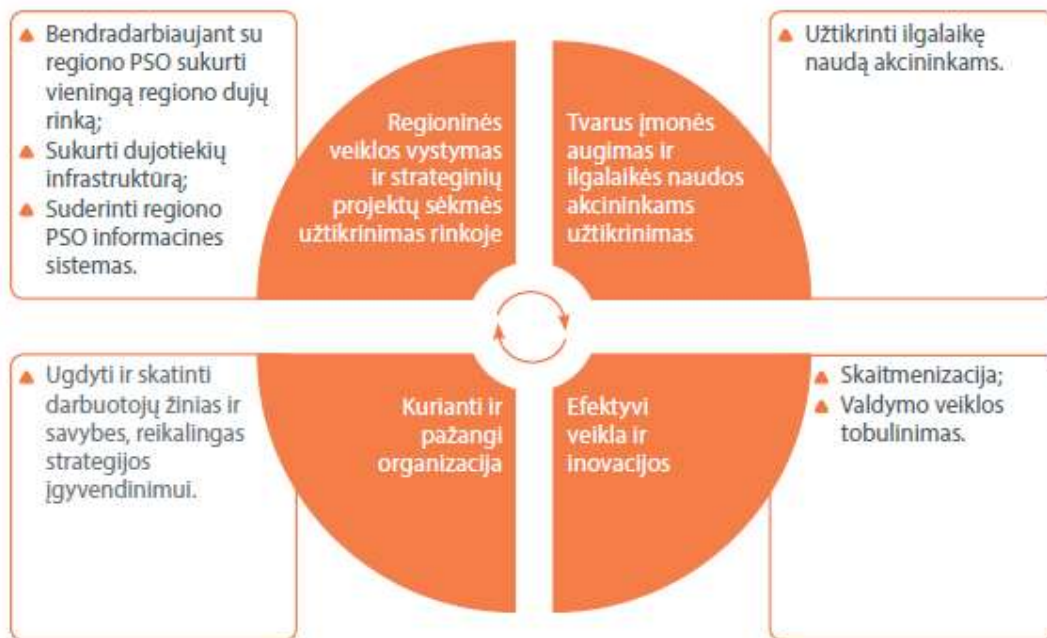 Bendradarbiaujant su
regiono PSO sukurti
vieningą regiono dujų
rinką;
Sukurti dujotiekių
infrastruktūrą;
Suderinti regiono
PSO informacines
sistemas.
Regioninės
veiklos vystymas
ir strateginių
projektų sėkmės
užtikrinimas rinkoje
Tvarus įmonės
augimas ir
ilgalaikės naudos
akcininkams
užtikrinimas
Užtikrinti ilgalaikę
naudą akcininkams.
Ugdyti ir skatinti
darbuotojų žinias ir
savybes, reikalingas
strategijos
įgyvendinimui.
Kurianti ir
pažangi
organizacija
Efektyvi
veikla ir
inovacijos
Skaitmenizacija;
Valdymo veiklos
tobulinimas.